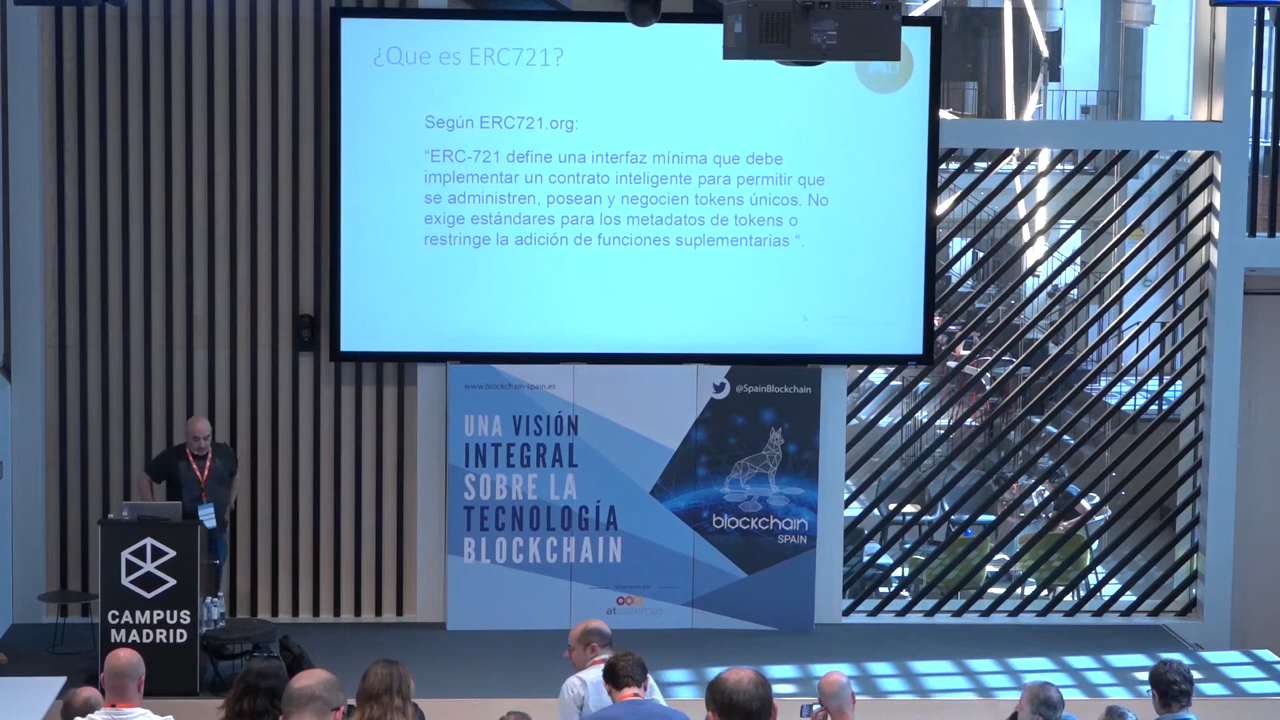 ¿Que es ERC721?
Según ERC721.org:
“ERC-721 define una interfaz mínima que debe
implementar un contrato inteligente para permitir que
se administren, posean y negocien tokens únicos. No
exige estándares para los metadatos de tokens o
restringe la adición de funciones suplementarias “.
www.blockchain-spain.es
@SpainBlockchain
UNA VISIÓN
INTEGRAL
SOBRE LA
TECNOLOGÍA
BLOCKCHAIN
blockchain
SPAIN
atsistemas
CAMPUS
MADRID